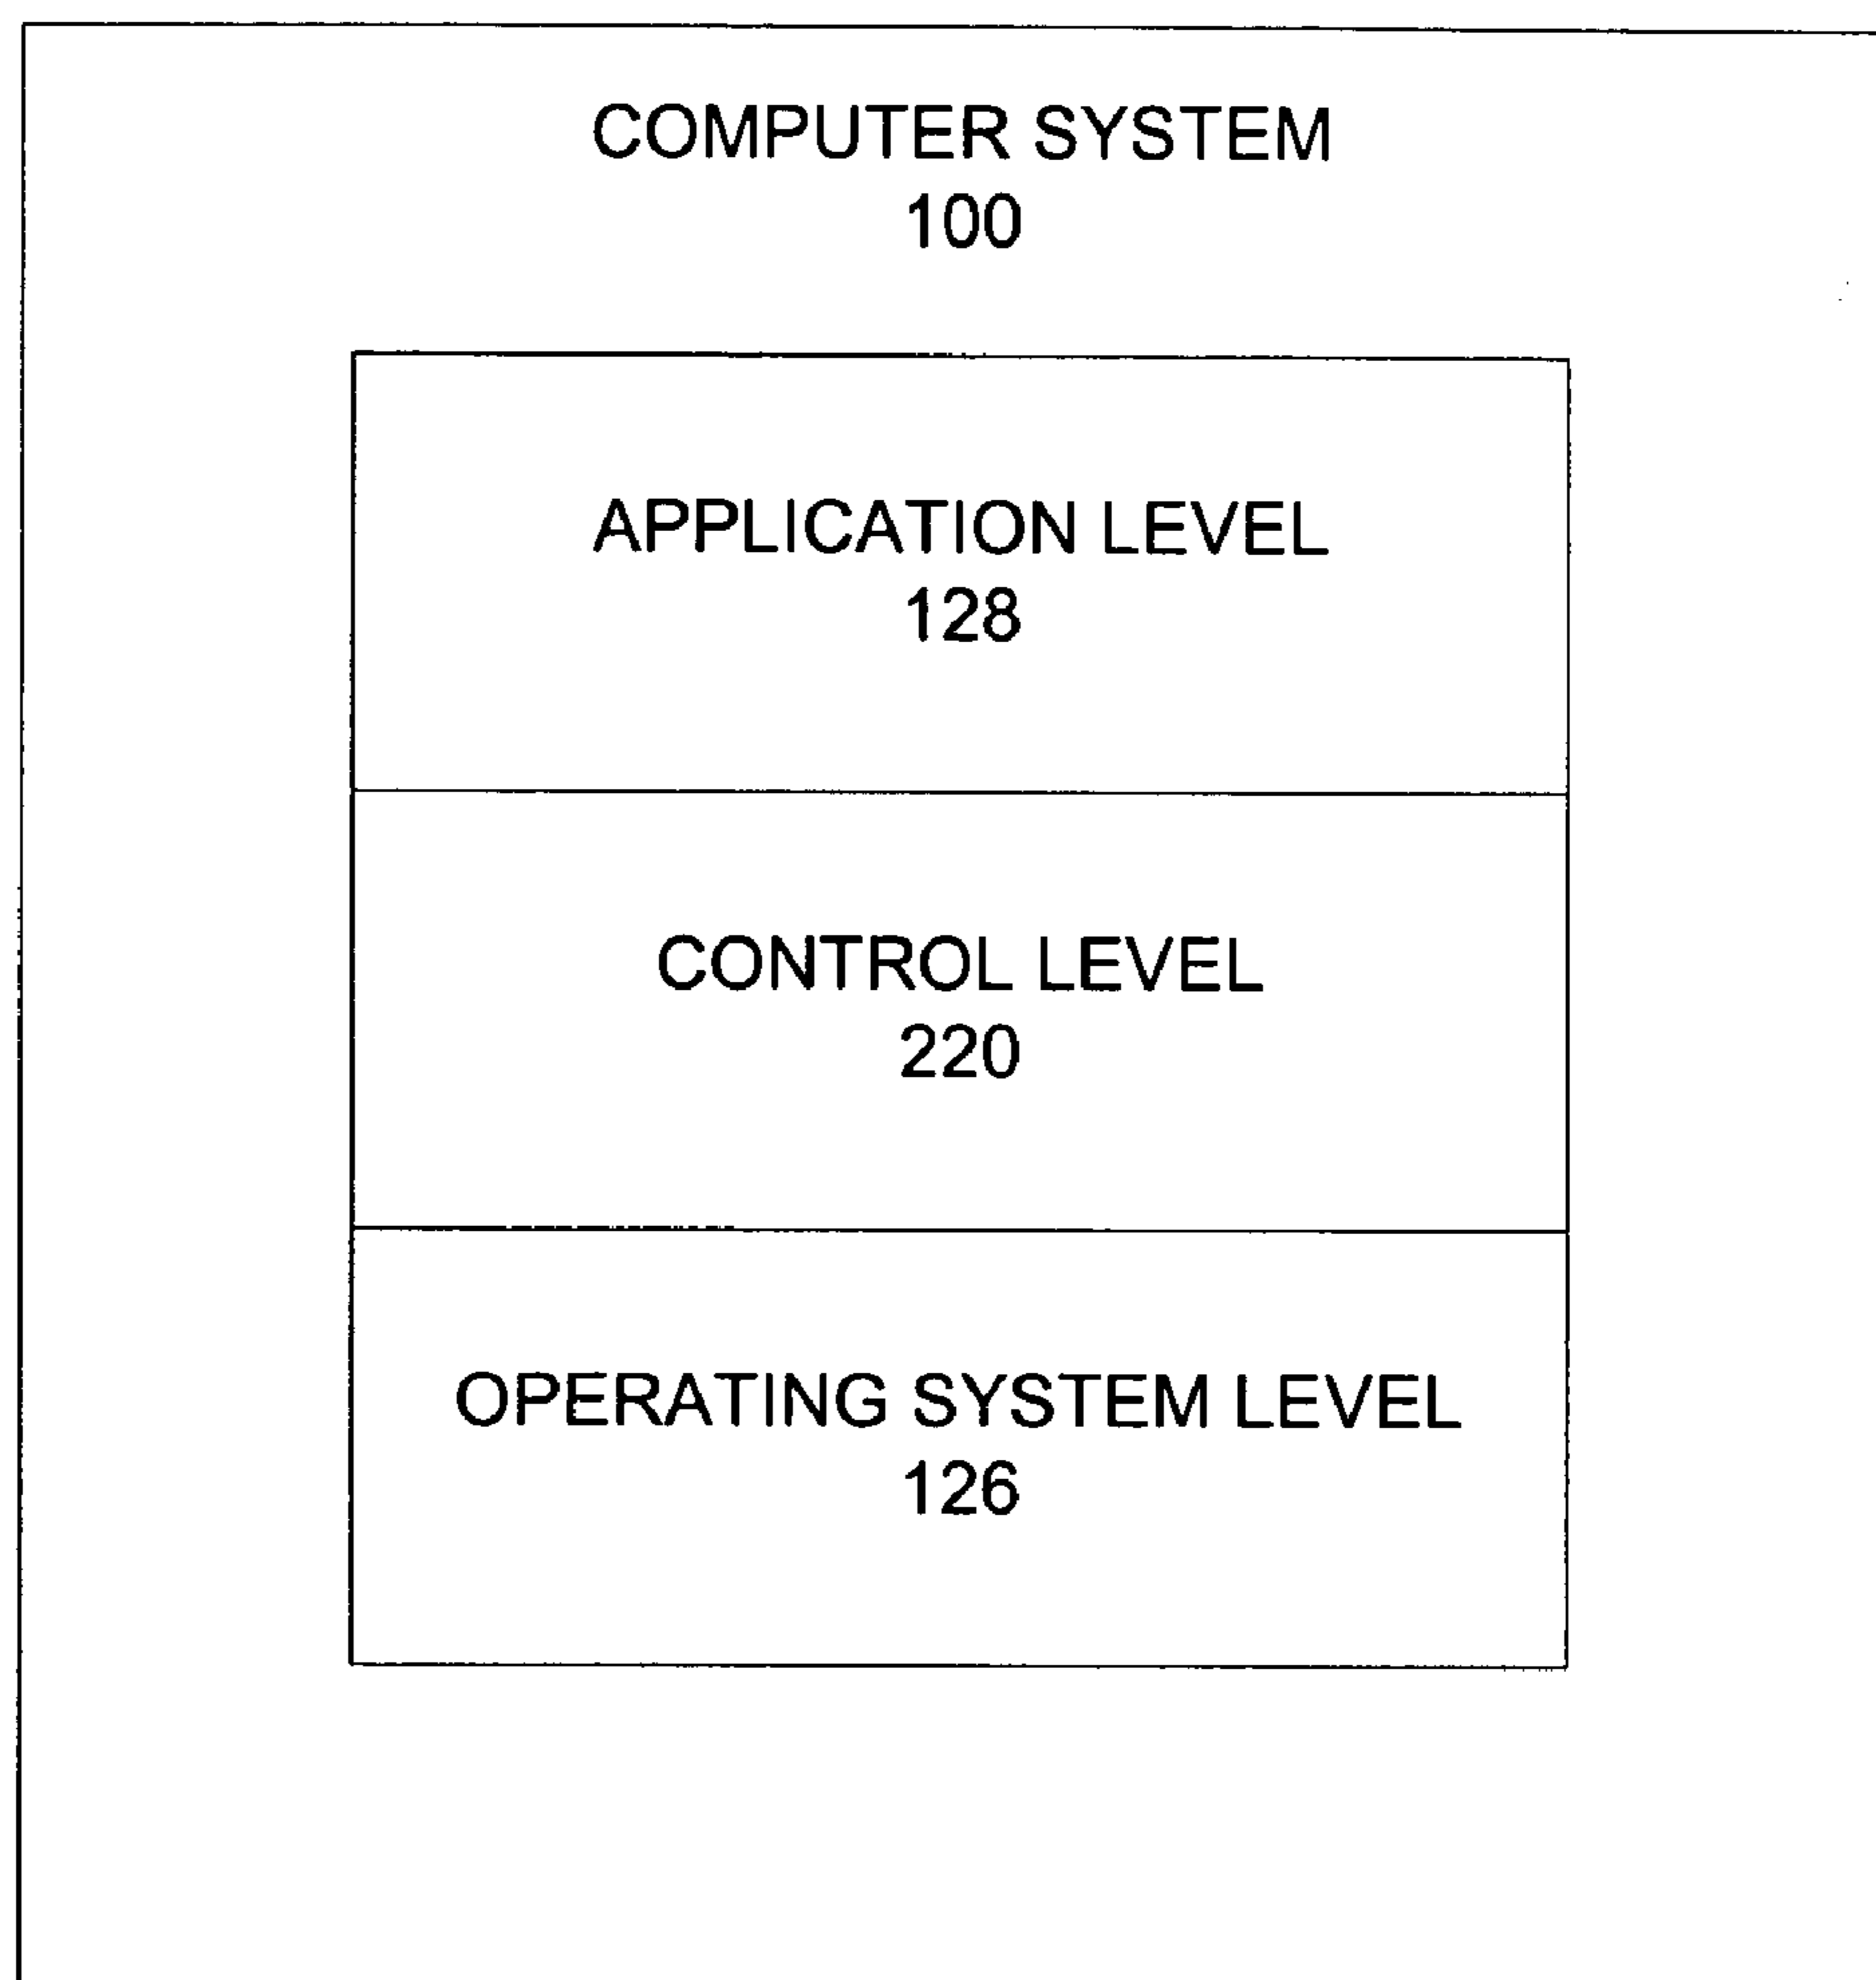 COMPUTER SYSTEM
100
APPLICATION LEVEL
128
CONTROL LEVEL
220
OPERATING SYSTEM LEVEL
126